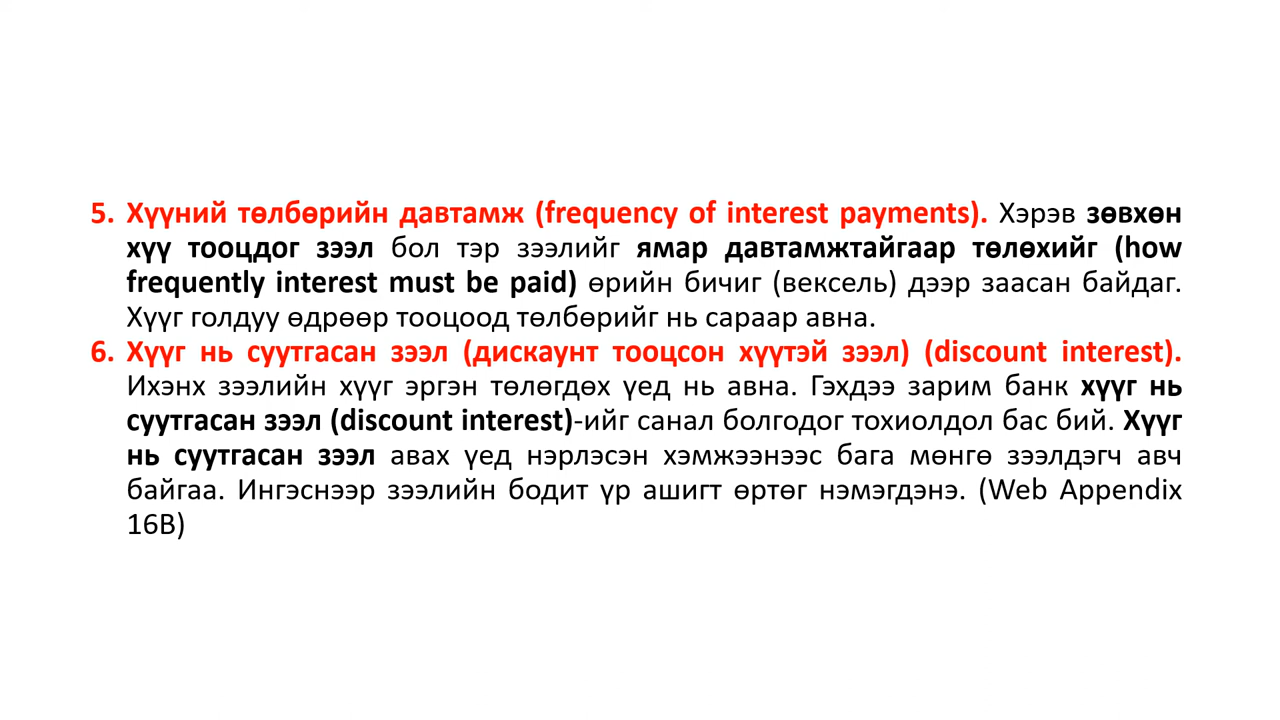 5. Хүүний төлбөрийн давтамж (frequency of interest payments). Хэрэв зөвхөн
хүү тооцдог зээл бол тэр зээлийг ямар давтамжтайгаар төлөхийг (how
frequently interest must be paid) өрийн бичиг (вексель) дээр заасан байдаг.
Хүүг голдуу өдрөөр тооцоод төлбөрийг нь сараар авна.
6. Хүүг нь суутгасан зээл (дискаунт тооцсон хүүтэй зээл) (discount interest).
Ихэнх зээлийн хүүг эргэн төлөгдөх үед нь авна. Гэхдээ зарим банк хүүг нь
суутгасан зээл (discount interest)-ийг санал болгодог тохиолдол бас бий. Хүүг
нь суутгасан зээл авах үед нэрлэсэн хэмжээнээс бага мөнгө зээлдэгч авч
байгаа. Ингэснээр зээлийн бодит үр ашигт өртөг нэмэгдэнэ. (Web Appendix
16B)